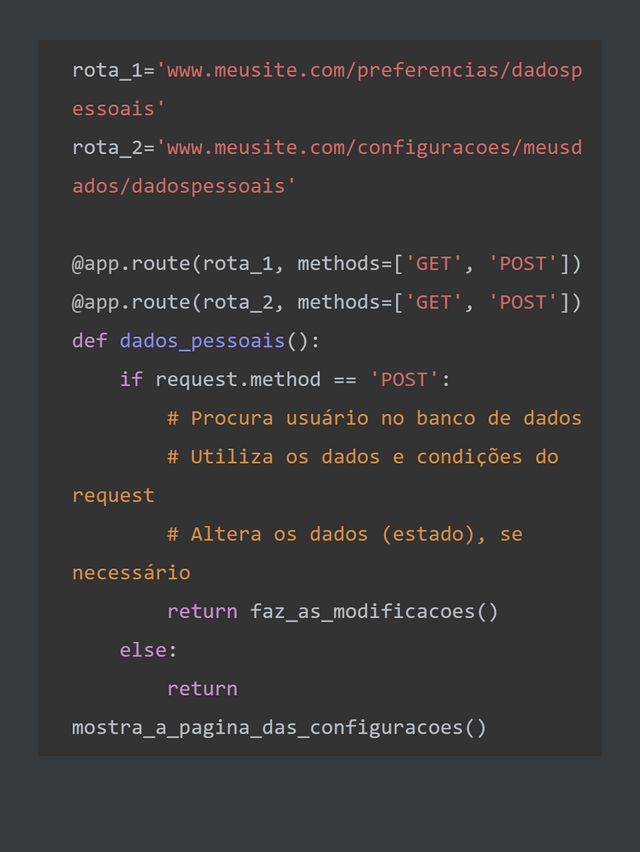 rota_1='www.meusite.com/preferencias/dadosp
essoais'
rota_2='www.meusite.com/configuracoes/meusd
ados/dadospessoais'
@app.route(rota_1, methods=['GET', 'POST'])
@app.route(rota_2, methods=['GET', 'POST'])
def dados_pessoais():
    if request.method == 'POST':
        # Procura usuário no banco de dados
        # Utiliza os dados e condições do
request
        # Altera os dados (estado), se
necessário
        return faz_as_modificacoes()
    else:
        return
mostra_a_pagina_das_configuracoes()